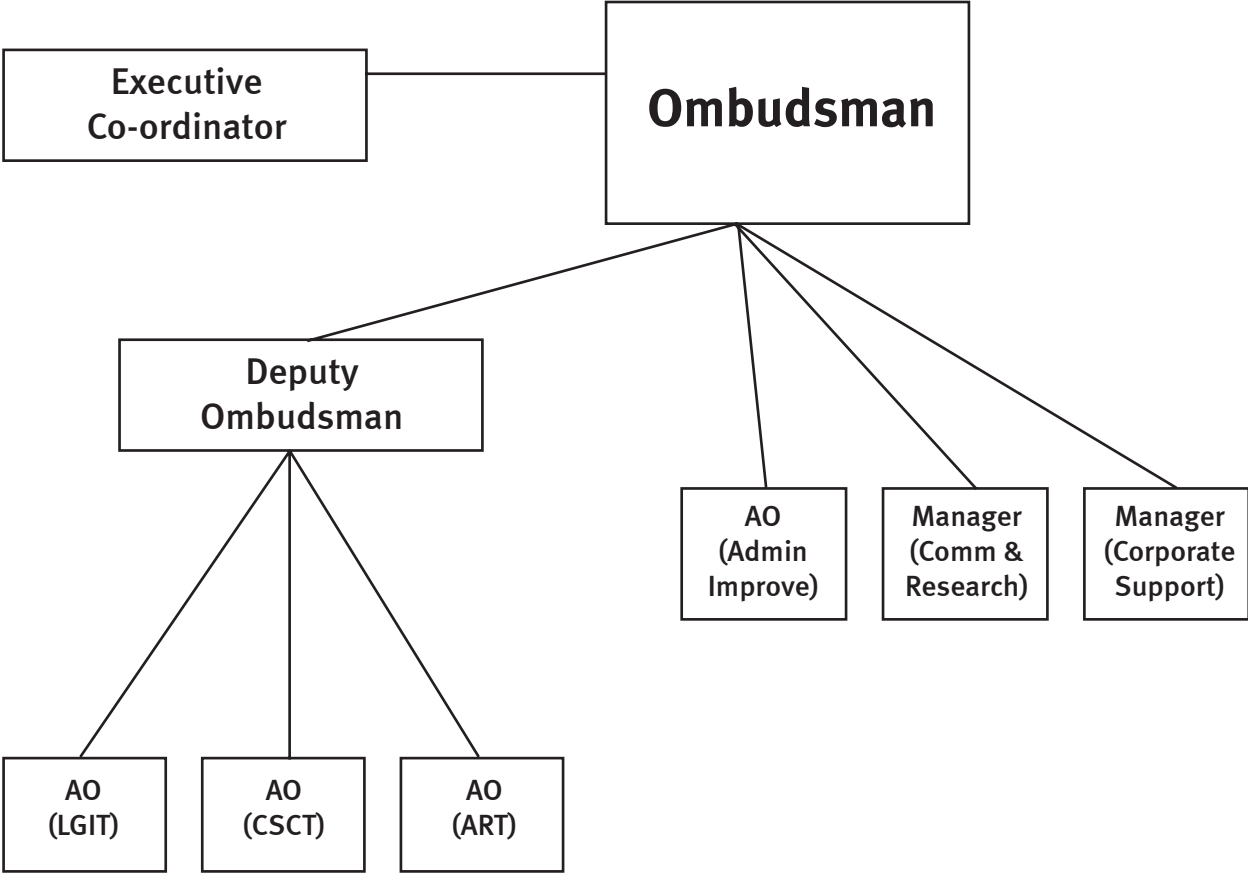 Executive
Co-ordinator
Ombudsman
Deputy
Ombudsman
AO
(Admin
Improve)
Manager
(Comm &
Research)
Manager
(Corporate
Support)
AO
(LGIT)
AO
(CSCT)
AO
(ART)